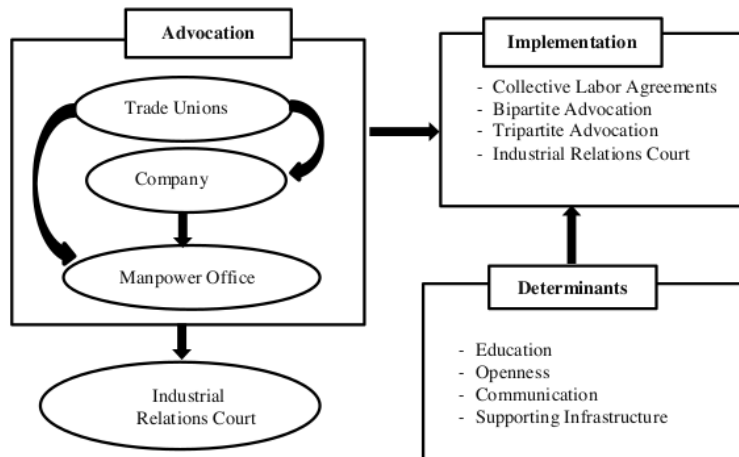 Advocation
Trade Unions
Company
Manpower Office
Industrial
Relations Court
Implementation
- Collective Labor Agreements
- Bipartite Advocation
- Tripartite Advocation
- Industrial Relations Court
Determinants
- Education
- Openness
- Communication
- Supporting Infrastructure